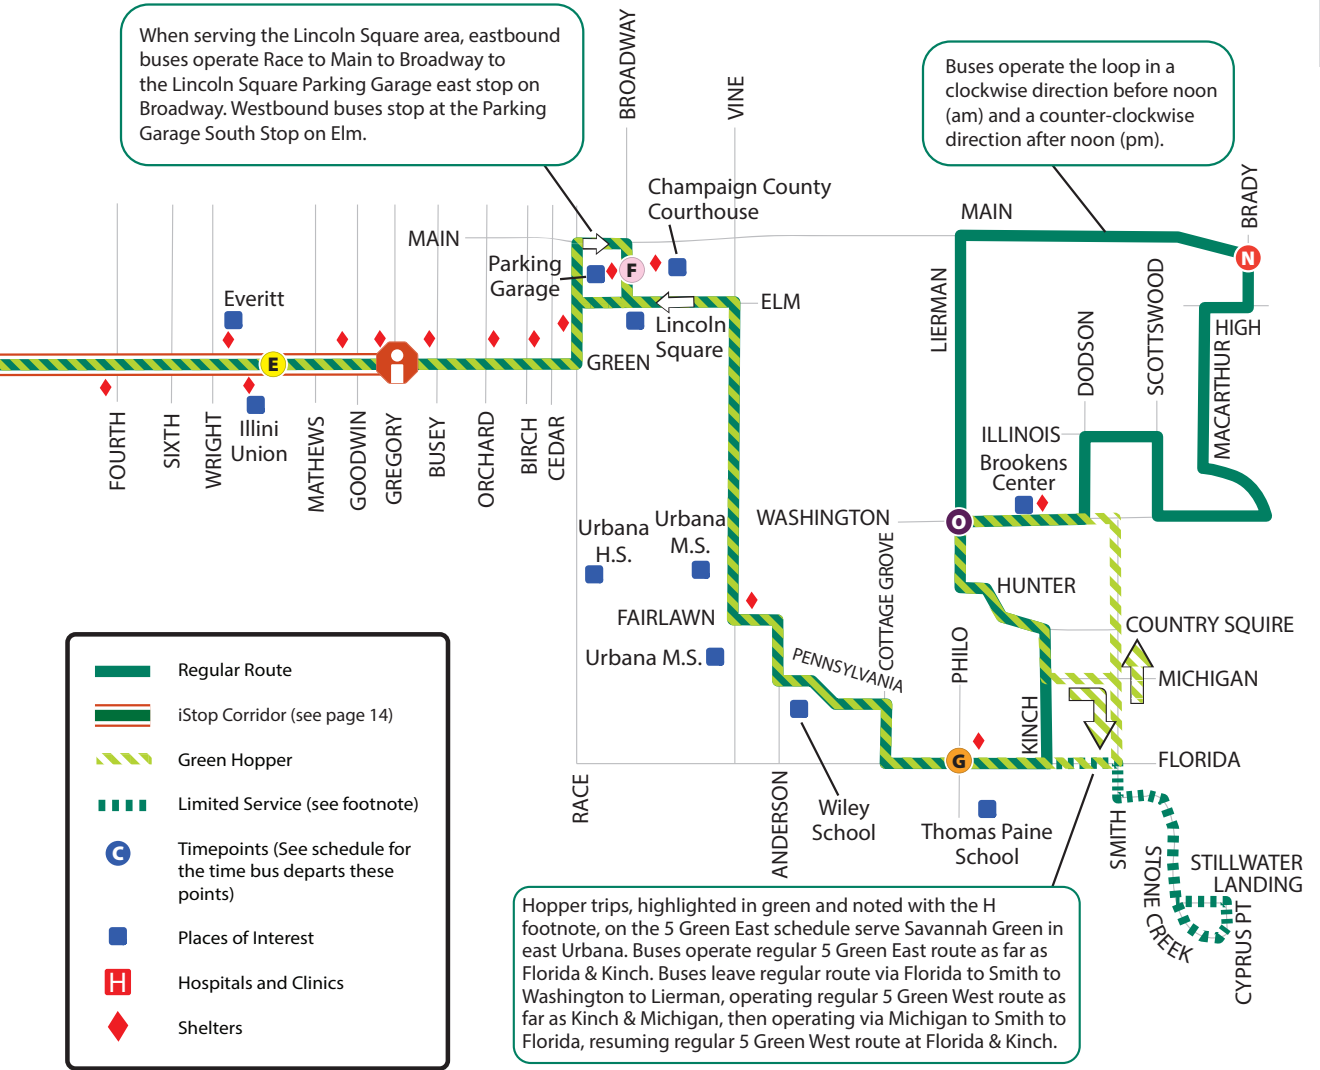 When serving the Lincoln Square area, eastbound
buses operate Race to Main to Broadway to
the Lincoln Square Parking Garage east stop on
Broadway. Westbound buses stop at the Parking
Garage South Stop on Elm.
BROADWAY
VINE
Buses operate the loop in a
clockwise direction before noon
(am) and a counter-clockwise
direction after noon (pm).
BRADY
Champaign County
Courthouse
MAIN
MAIN
N
Parking
Garage
F
LIERMAN
SCOTTSWOOD
Everitt
ELM
DODSON
HIGH
Lincoln
Square
E
GREEN
MACARTHUR
FOURTH
SIXTH
WRIGHT
Illini
Union
MATHEWS
GOODWIN
GREGORY
BUSEY
ORCHARD
BIRCH
CEDAR
ILLINOIS
Brookens
Center
Urbana
H.S.
Urbana
M.S.
WASHINGTON
O
COTTAGE GROVE
HUNTER
FAIRLAWN
COUNTRY SQUIRE
Urbana M.S.
PENNSYLVANIA
PHILO
MICHIGAN
KINCH
G
FLORIDA
RACE
ANDERSON
Wiley
School
Thomas Paine
School
SMITH
STONE CREEK
STILLWATER
LANDING
CYPRUS PT
Regular Route
iStop Corridor (see page 14)
Green Hopper
Limited Service (see footnote)
C
Timepoints (See schedule for
the time bus departs these
points)
Places of Interest
H
Hospitals and Clinics
Shelters
Hopper trips, highlighted in green and noted with the H
footnote, on the 5 Green East schedule serve Savannah Green in
east Urbana. Buses operate regular 5 Green East route as far as
Florida & Kinch. Buses leave regular route via Florida to Smith to
Washington to Lierman, operating regular 5 Green West route as
far as Kinch & Michigan, then operating via Michigan to Smith to
Florida, resuming regular 5 Green West route at Florida & Kinch.